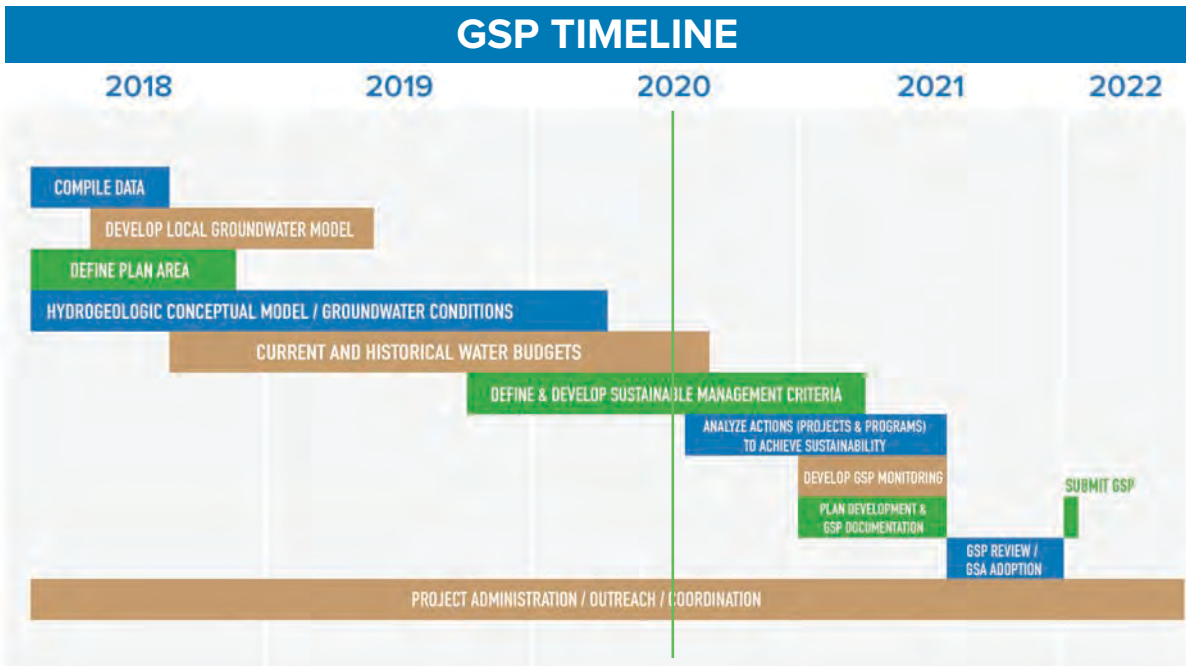 GSP TIMELINE
2018 2019 2020 2021 2022
COMPILE DATA
DEVELOP LOCAL GROUNDWATER MODEL
DEFINE PLAN AREA
HYDROGEOLOGIC CONCEPTUAL MODEL / GROUNDWATER CONDITIONS
CURRENT AND HISTORICAL WATER BUDGETS
DEFINE & DEVELOP SUSTAINABLE MANAGEMENT CRITERIA
ANALYZE ACTIONS (PROJECTS & PROGRAMS)
TO ACHIEVE SUSTAINABILITY
DEVELOP GSP MONITORING
SUBMIT GSP
PLAN DEVELOPMENT &
GSP DOCUMENTATION
GSP REVIEW /
GSA ADOPTION
PROJECT ADMINISTRATION / OUTREACH / COORDINATION